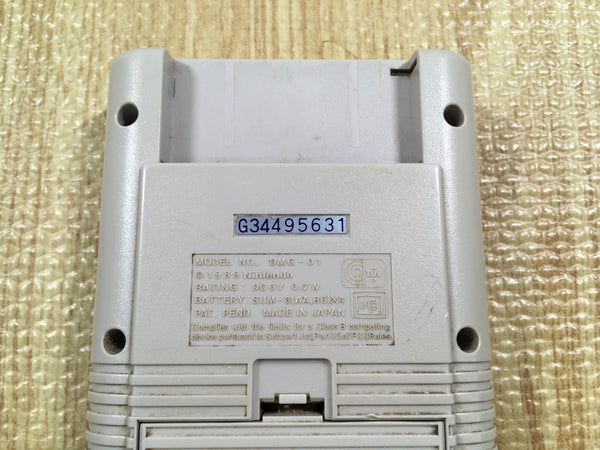 G34495631
MODEL NO. DMG-01
©1989 Nintendo
RATING: DC6V 0.7W
BATTERY: SUM-3(AA,R6)X4
PAT. PEND. MADE IN JAPAN
Complies with the limits for a Class B computing
device pursuant to Subpart J of Part 15 of FCC Rules.
TÜV